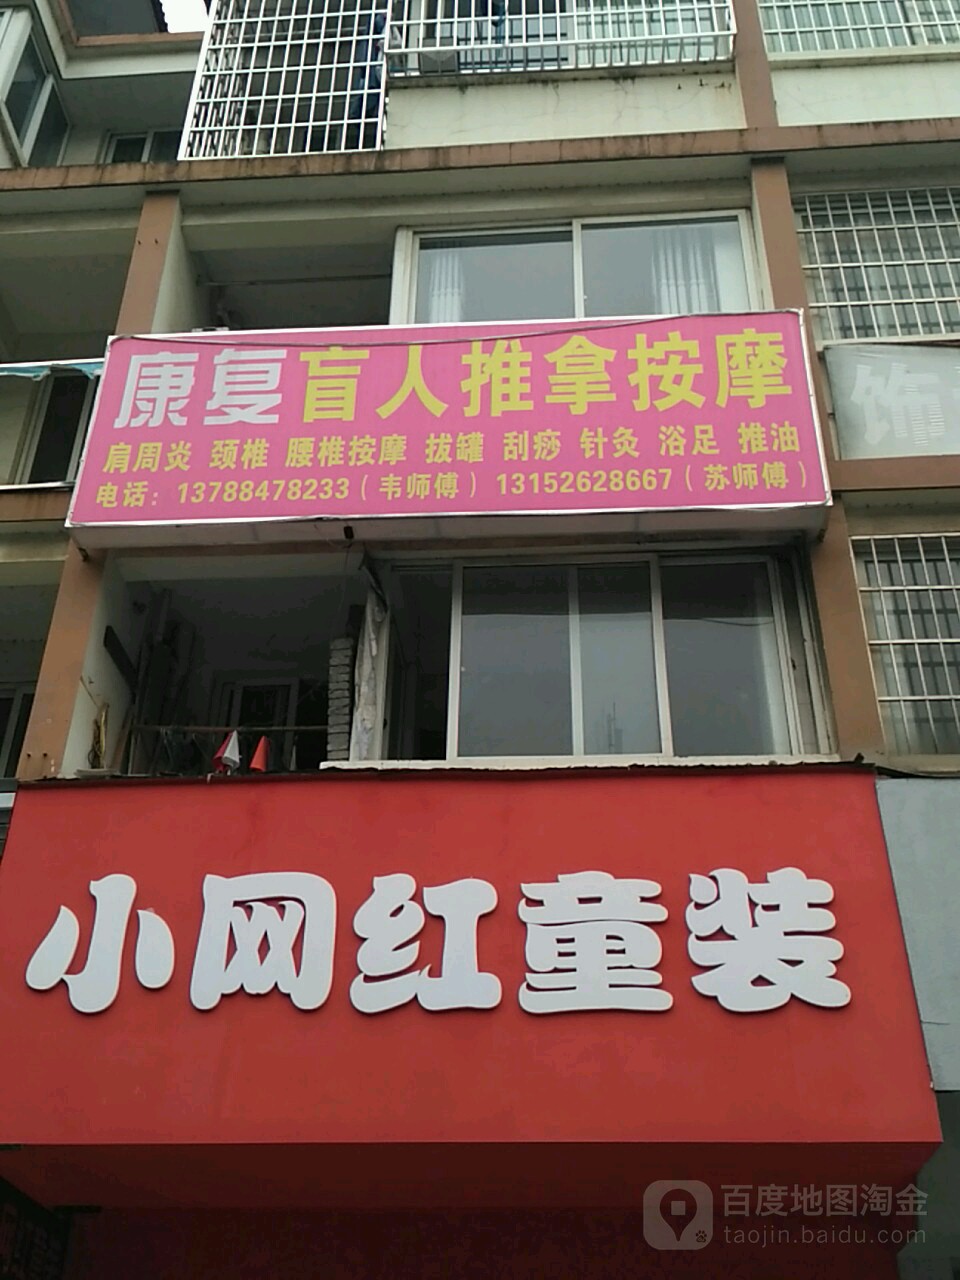 康复盲人推拿按摩
肩周炎 颈椎 腰椎按摩 拔罐 刮痧 针灸 浴足 推油
电话：13788478233（韦师傅）13152628667（苏师傅）
饰
小网红童装
百度地图淘金
taojin.baidu.com